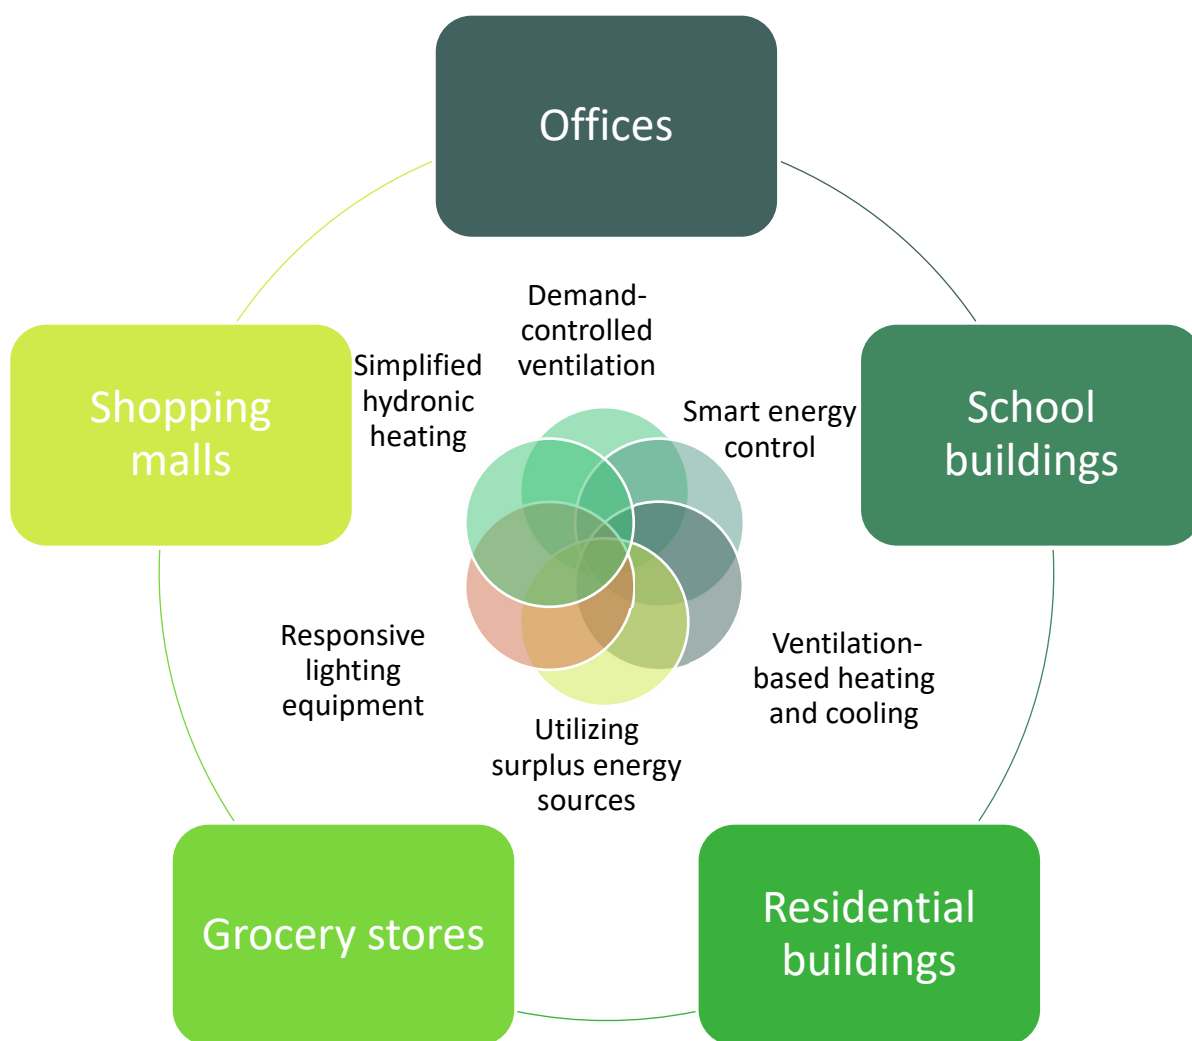 Offices
Demand-
controlled
ventilation
Simplified
hydronic
heating
Smart energy
control
Shopping
malls
School
buildings
Responsive
lighting
equipment
Ventilation-
based heating
and cooling
Utilizing
surplus energy
sources
Grocery stores
Residential
buildings